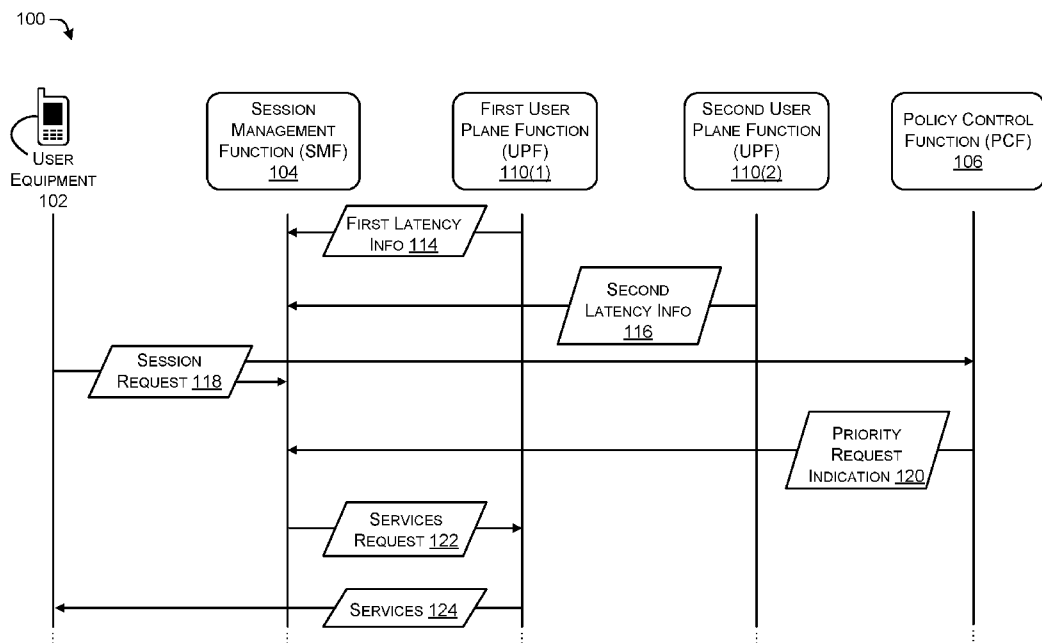 100
USER
EQUIPMENT
102
SESSION
MANAGEMENT
FUNCTION (SMF)
104
FIRST USER
PLANE FUNCTION
(UPF)
110(1)
SECOND USER
PLANE FUNCTION
(UPF)
110(2)
POLICY CONTROL
FUNCTION (PCF)
106
FIRST LATENCY
INFO 114
SECOND
LATENCY INFO
116
SESSION
REQUEST 118
PRIORITY
REQUEST
INDICATION 120
SERVICES
REQUEST 122
SERVICES 124